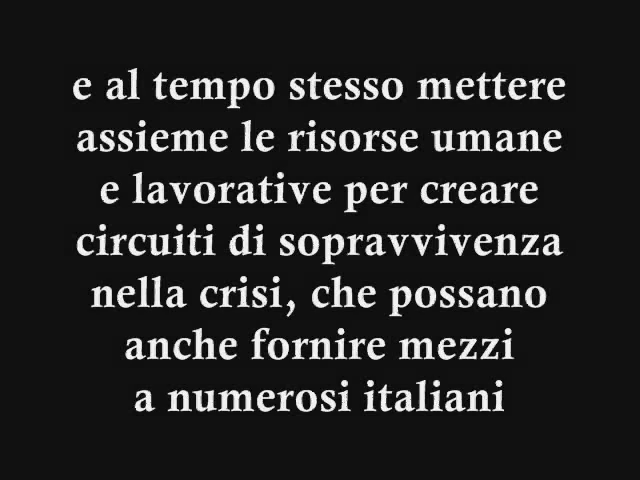 e al tempo stesso mettere
assieme le risorse umane
e lavorative per creare
circuiti di sopravvivenza
nella crisi, che possano
anche fornire mezzi
a numerosi italiani